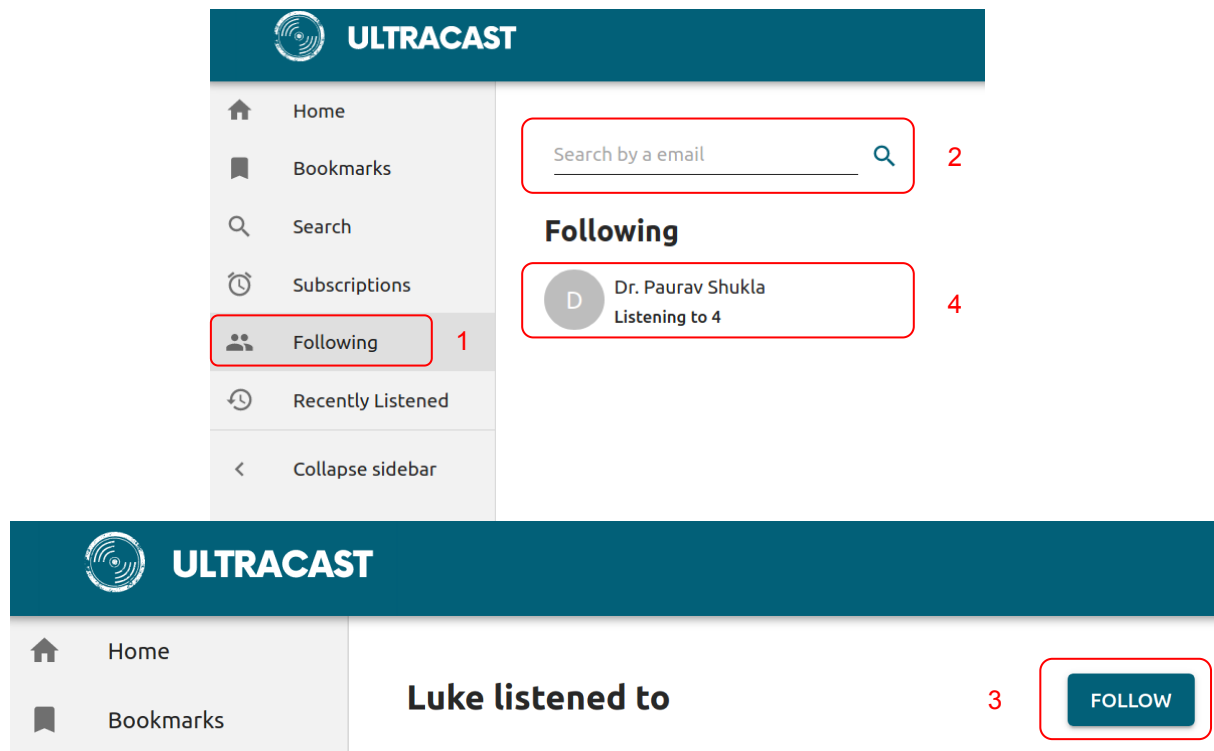 ULTRACAST
Home
Bookmarks
Search
Subscriptions
Following 1
Recently Listened
Collapse sidebar
Search by a email 2
Following
D
Dr. Paurav Shukla
Listening to 4
4
ULTRACAST
Home
Bookmarks
Luke listened to
3
FOLLOW